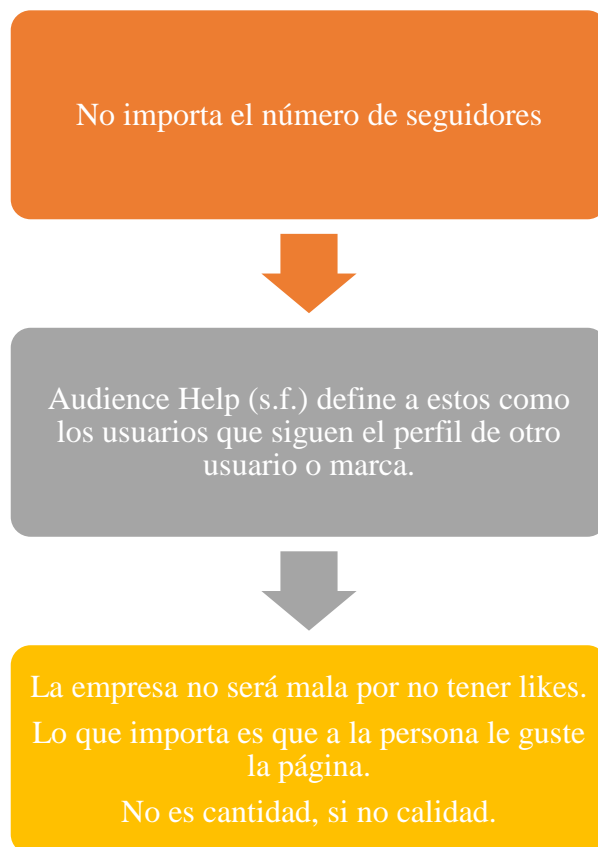 No importa el número de seguidores
Audience Help (s.f.) define a estos como
los usuarios que siguen el perfil de otro
usuario o marca.
La empresa no será mala por no tener likes.
Lo que importa es que a la persona le guste
la página.
No es cantidad, si no calidad.